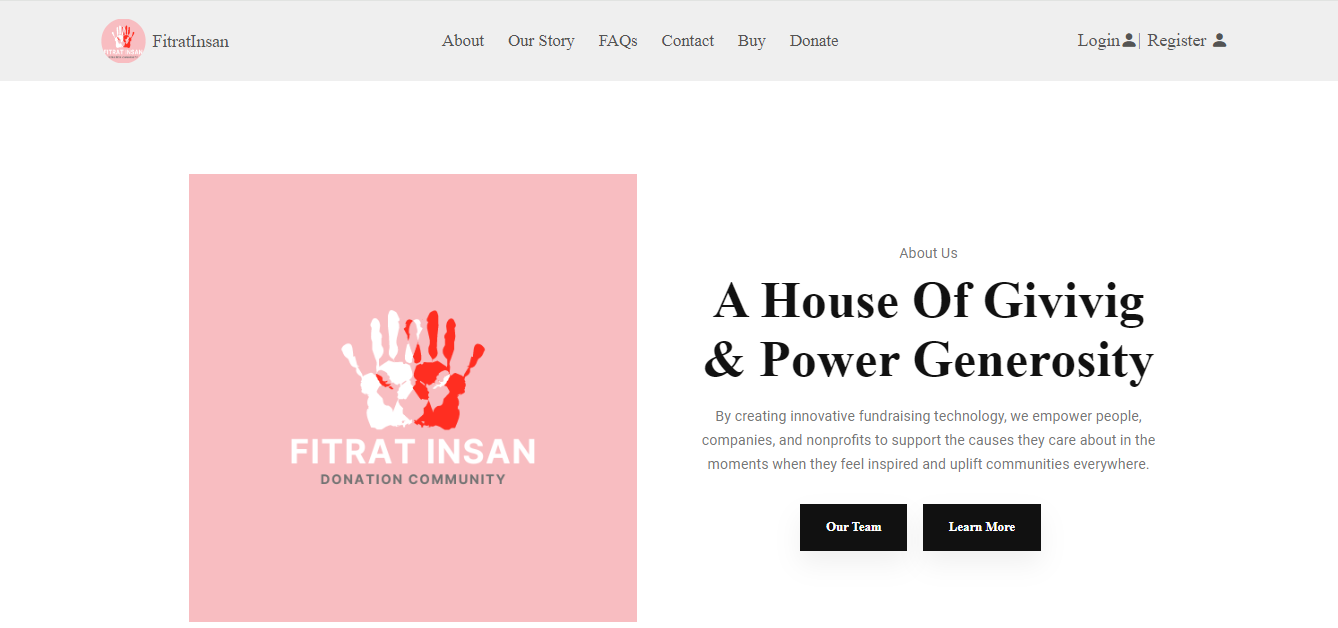 FitratInsan
About
Our Story
FAQs
Contact
Buy
Donate
Login | Register
FITRAT INSAN
DONATION COMMUNITY
About Us
A House Of Givivig
& Power Generosity
By creating innovative fundraising technology, we empower people,
companies, and nonprofits to support the causes they care about in the
moments when they feel inspired and uplift communities everywhere.
Our Team
Learn More